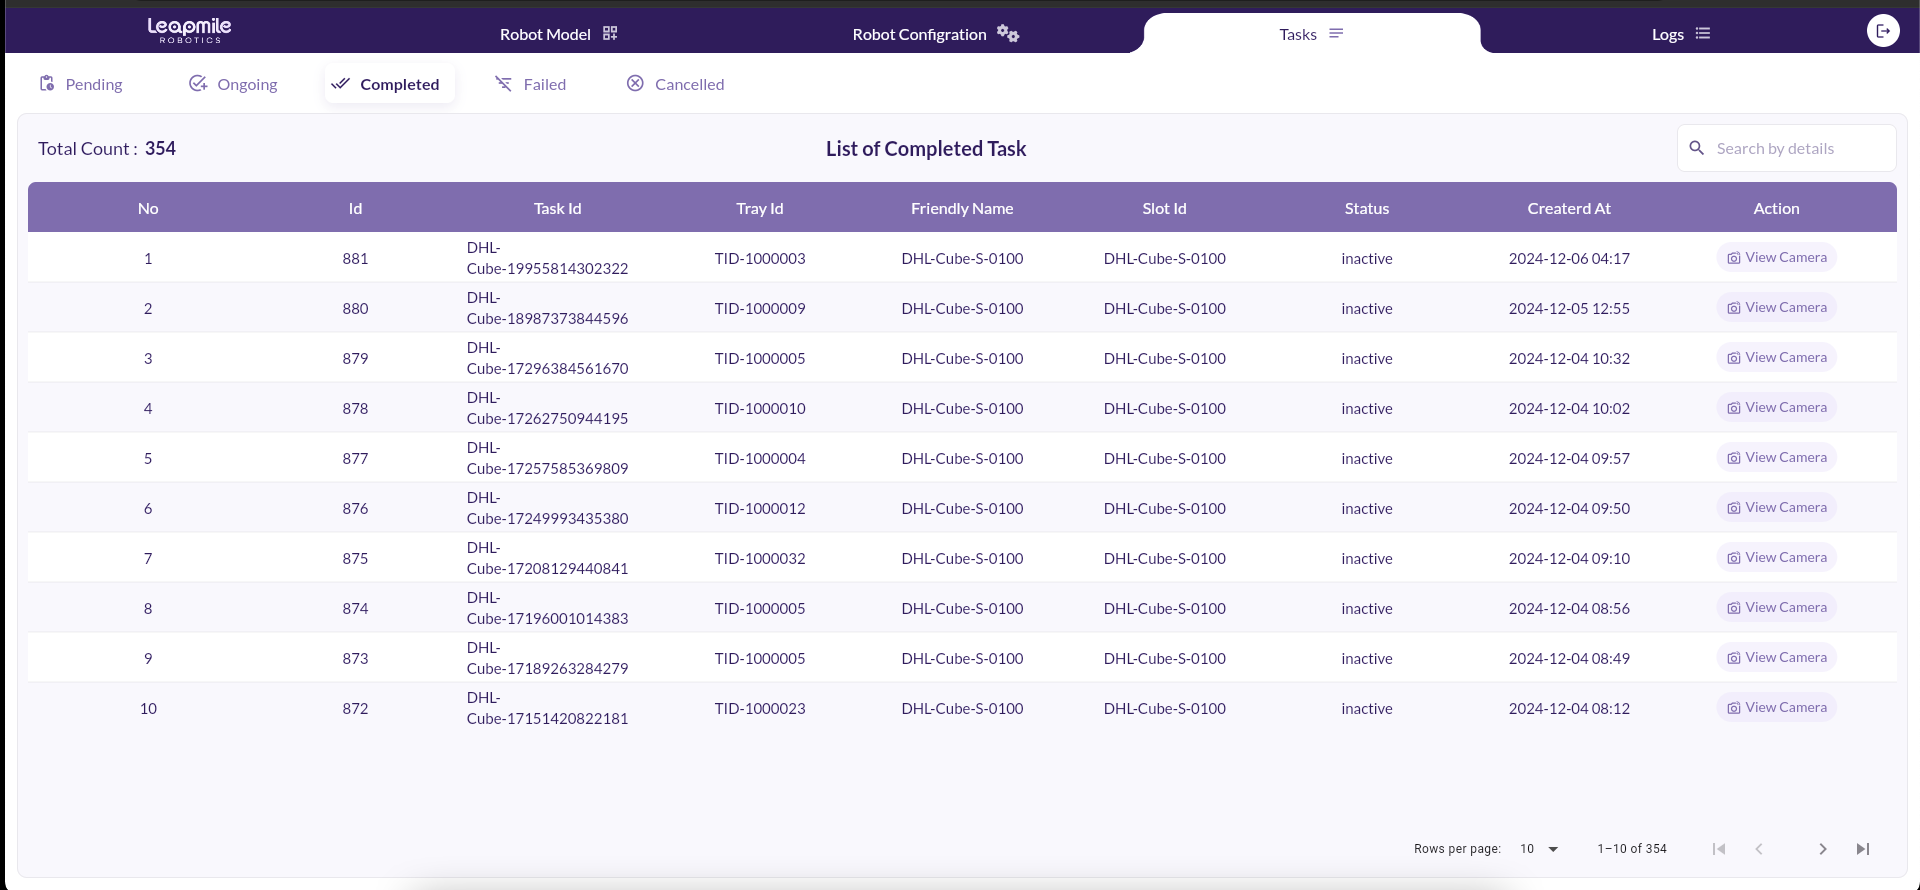 Leapmile
ROBOTICS
Robot Model
Robot Configration
Tasks
Logs
Pending
Ongoing
Completed
Failed
Cancelled
Total Count : 354
List of Completed Task
Search by details
No Id Task Id Tray Id Friendly Name Slot Id Status Createrd At Action
DHL-
1 881 Cube-19955814302322 TID-1000003 DHL-Cube-S-0100 DHL-Cube-S-0100 inactive 2024-12-06 04:17 View Camera
DHL-
2 880 Cube-18987373844596 TID-1000009 DHL-Cube-S-0100 DHL-Cube-S-0100 inactive 2024-12-05 12:55 View Camera
DHL-
3 879 Cube-17296384561670 TID-1000005 DHL-Cube-S-0100 DHL-Cube-S-0100 inactive 2024-12-04 10:32 View Camera
DHL-
4 878 Cube-17262750944195 TID-1000010 DHL-Cube-S-0100 DHL-Cube-S-0100 inactive 2024-12-04 10:02 View Camera
DHL-
5 877 Cube-17257585369809 TID-1000004 DHL-Cube-S-0100 DHL-Cube-S-0100 inactive 2024-12-04 09:57 View Camera
DHL-
6 876 Cube-17249993435380 TID-1000012 DHL-Cube-S-0100 DHL-Cube-S-0100 inactive 2024-12-04 09:50 View Camera
DHL-
7 875 Cube-17208129440841 TID-1000032 DHL-Cube-S-0100 DHL-Cube-S-0100 inactive 2024-12-04 09:10 View Camera
DHL-
8 874 Cube-17196001014383 TID-1000005 DHL-Cube-S-0100 DHL-Cube-S-0100 inactive 2024-12-04 08:56 View Camera
DHL-
9 873 Cube-17189263284279 TID-1000005 DHL-Cube-S-0100 DHL-Cube-S-0100 inactive 2024-12-04 08:49 View Camera
DHL-
10 872 Cube-17151420822181 TID-1000023 DHL-Cube-S-0100 DHL-Cube-S-0100 inactive 2024-12-04 08:12 View Camera
Rows per page: 10 1–10 of 354